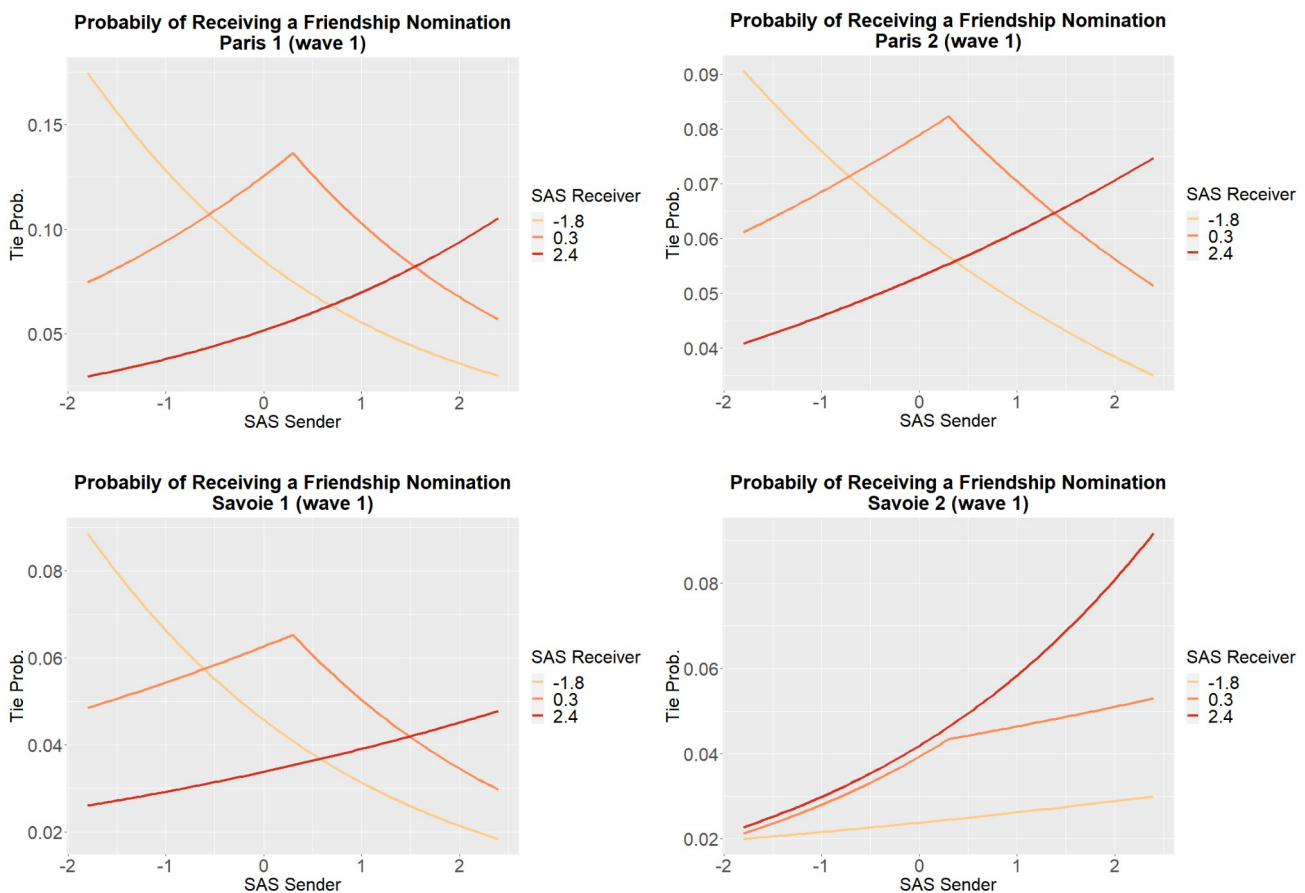 Probabily of Receiving a Friendship Nomination
Paris 1 (wave 1)
Tie Prob.
0.15
0.10
0.05
-2
-1
0
1
2
SAS Sender
SAS Receiver
-1.8
0.3
2.4
Probabily of Receiving a Friendship Nomination
Paris 2 (wave 1)
Tie Prob.
0.09
0.08
0.07
0.06
0.05
0.04
-2
-1
0
1
2
SAS Sender
SAS Receiver
-1.8
0.3
2.4
Probabily of Receiving a Friendship Nomination
Savoie 1 (wave 1)
Tie Prob.
0.08
0.06
0.04
0.02
-2
-1
0
1
2
SAS Sender
SAS Receiver
-1.8
0.3
2.4
Probabily of Receiving a Friendship Nomination
Savoie 2 (wave 1)
Tie Prob.
0.08
0.06
0.04
0.02
-2
-1
0
1
2
SAS Sender
SAS Receiver
-1.8
0.3
2.4